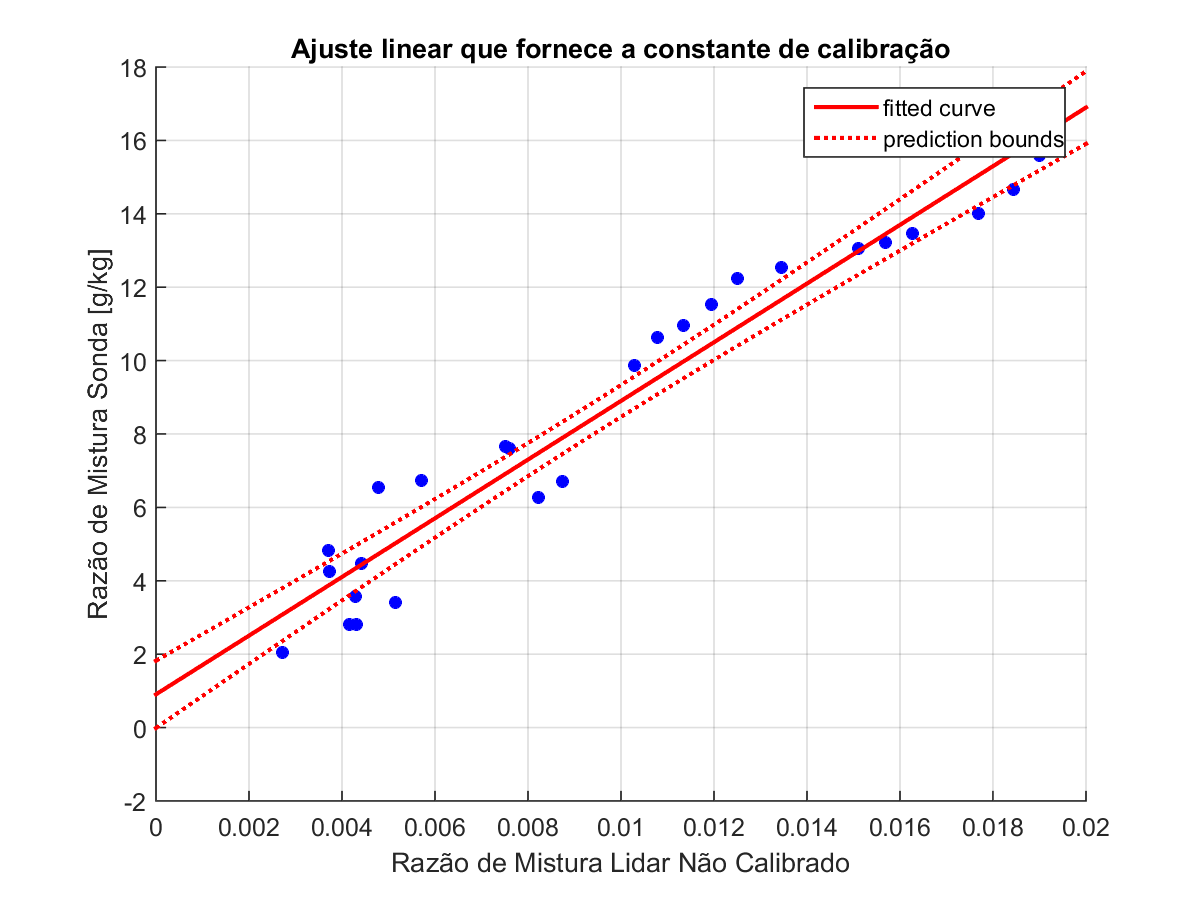 Ajuste linear que fornece a constante de calibração
18
16
14
12
10
8
6
4
2
0
-2
fitted curve
prediction bounds
Razão de Mistura Sonda [g/kg]
0 0.002 0.004 0.006 0.008 0.01 0.012 0.014 0.016 0.018 0.02
Razão de Mistura Lidar Não Calibrado